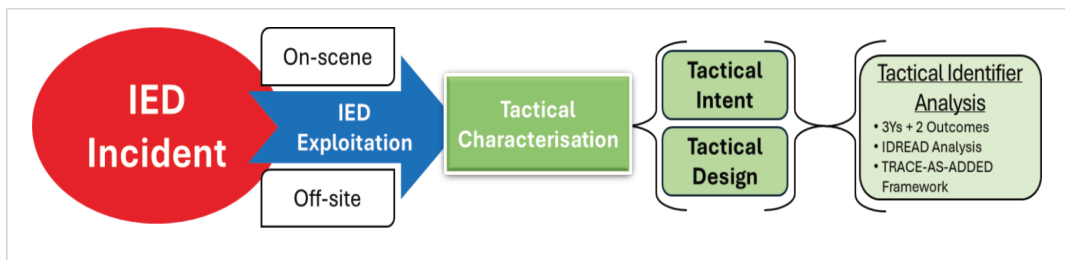 IED
Incident
On-scene
IED
Exploitation
Off-site
Tactical
Characterisation
Tactical
Intent
Tactical
Design
Tactical Identifier
Analysis
• 3Ys + 2 Outcomes
• IDREAD Analysis
• TRACE-AS-ADDED
Framework